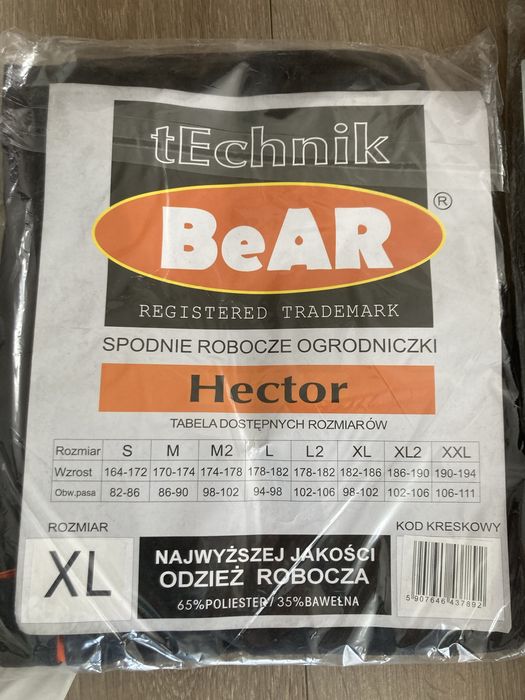 tEchnik
BeAR ®
REGISTERED TRADEMARK
SPODNIE ROBOCZE OGRODNICZKI
Hector
TABELA DOSTĘPNYCH ROZMIARÓW
Rozmiar S M M2 L L2 XL XL2 XXL
Wzrost 164-172 170-174 174-178 178-182 178-182 182-186 186-190 190-194
Obw.pasa 82-86 86-90 98-102 94-98 102-106 98-102 102-106 106-111
ROZMIAR
XL
NAJWYŻSZEJ JAKOŚCI
ODZIEŻ ROBOCZA
65%POLIESTER/35%BAWEŁNA
KOD KRESKOWY
5 907646 437892